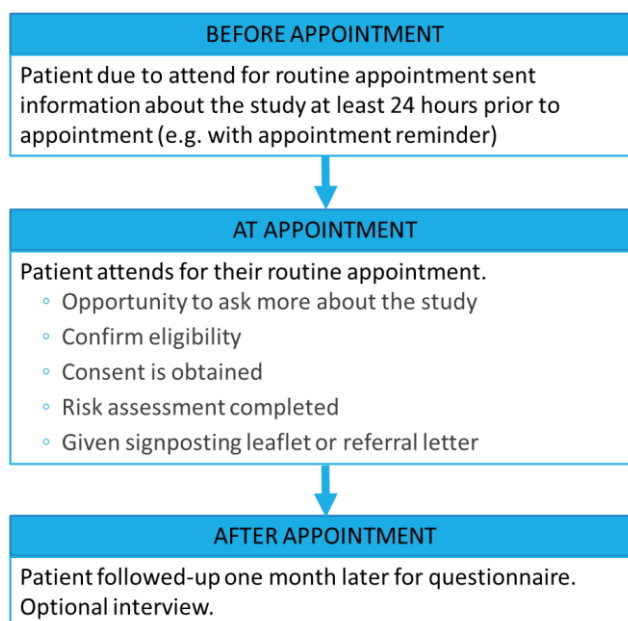 BEFORE APPOINTMENT
Patient due to attend for routine appointment sent
information about the study at least 24 hours prior to
appointment (e.g. with appointment reminder)
AT APPOINTMENT
Patient attends for their routine appointment.
◦ Opportunity to ask more about the study
◦ Confirm eligibility
◦ Consent is obtained
◦ Risk assessment completed
◦ Given signposting leaflet or referral letter
AFTER APPOINTMENT
Patient followed-up one month later for questionnaire.
Optional interview.